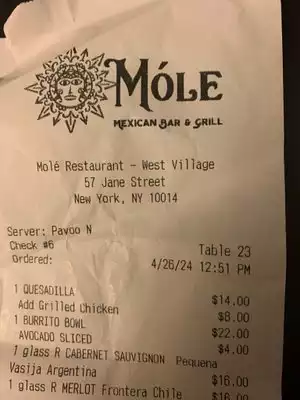 MÓLE
MEXICAN BAR & GRILL
Molé Restaurant - West Village
57 Jane Street
New York, NY 10014
Server: Pavoo N
Check #6 Table 23
Ordered: 4/26/24 12:51 PM
1 QUESADILLA $14.00
Add Grilled Chicken $8.00
1 BURRITO BOWL $22.00
AVOCADO SLICED $4.00
1 glass R CABERNET SAUVIGNON Pequena
Vasija Argentina $16.00
1 glass R MERLOT Frontera Chile $16.00